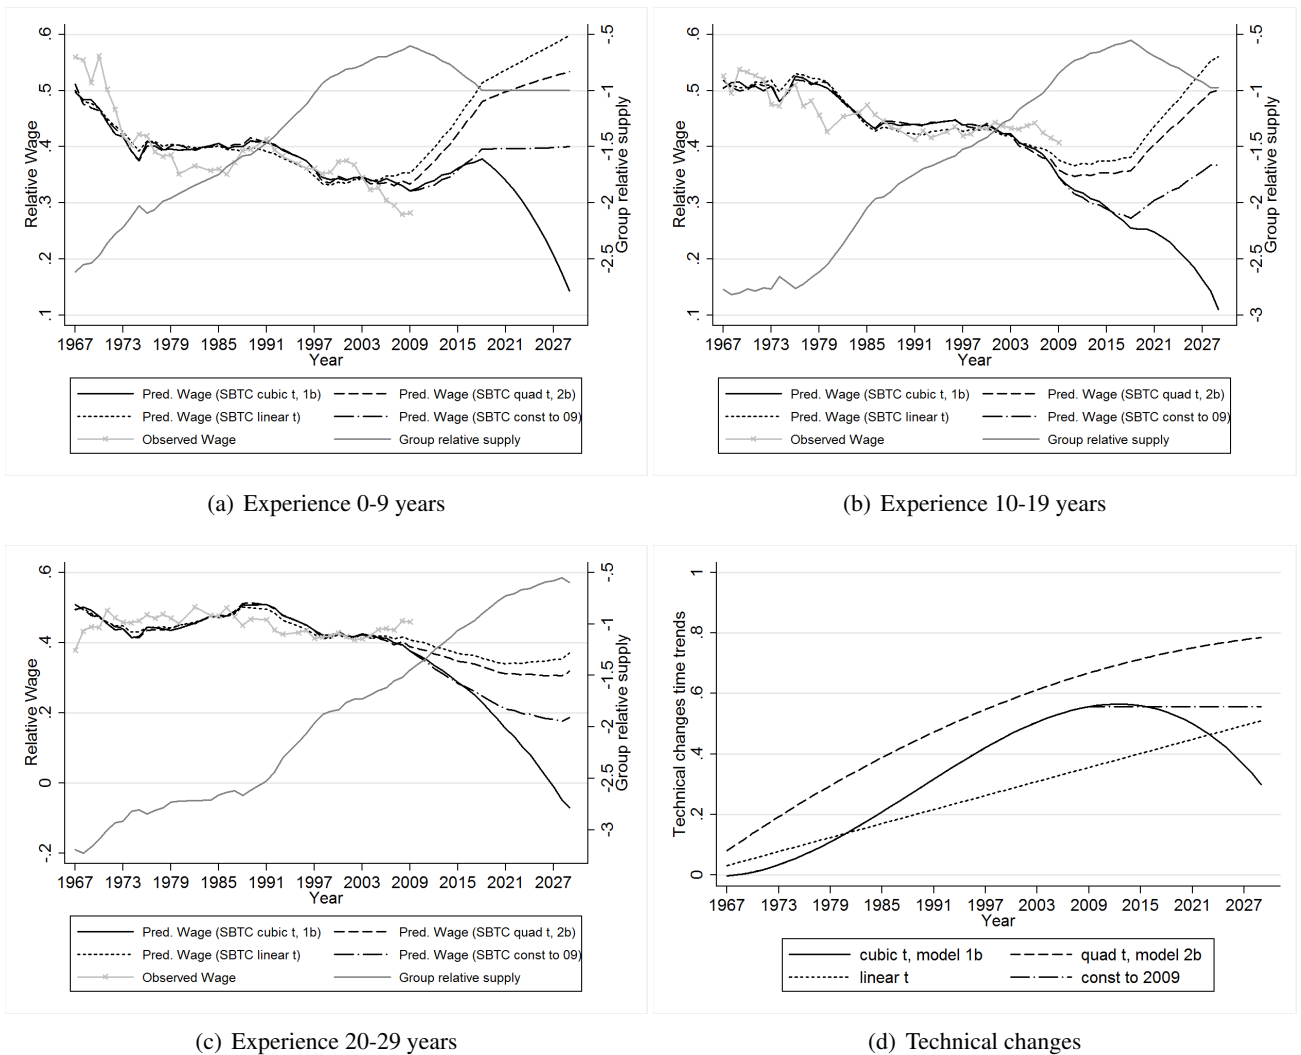 .6
.5
.4
.3
.2
.1
Relative Wage
-.5
-1
-1.5
-2
-2.5
-3
Group relative supply
1967 1973 1979 1985 1991 1997 2003 2009 2015 2021 2027
Year
Pred. Wage (SBTC cubic t, 1b) Pred. Wage (SBTC quad t, 2b)
Pred. Wage (SBTC linear t) Pred. Wage (SBTC const to 09)
Observed Wage Group relative supply
(a) Experience 0-9 years
.6
.5
.4
.3
.2
.1
Relative Wage
-.5
-1
-1.5
-2
-2.5
-3
Group relative supply
1967 1973 1979 1985 1991 1997 2003 2009 2015 2021 2027
Year
Pred. Wage (SBTC cubic t, 1b) Pred. Wage (SBTC quad t, 2b)
Pred. Wage (SBTC linear t) Pred. Wage (SBTC const to 09)
Observed Wage Group relative supply
(b) Experience 10-19 years
.6
.4
.2
0
-.2
Relative Wage
-.5
-1
-1.5
-2
-2.5
-3
Group relative supply
1967 1973 1979 1985 1991 1997 2003 2009 2015 2021 2027
Year
Pred. Wage (SBTC cubic t, 1b) Pred. Wage (SBTC quad t, 2b)
Pred. Wage (SBTC linear t) Pred. Wage (SBTC const to 09)
Observed Wage Group relative supply
(c) Experience 20-29 years
1
.8
.6
.4
.2
0
Technical changes time trends
1967 1973 1979 1985 1991 1997 2003 2009 2015 2021 2027
Year
cubic t, model 1b quad t, model 2b
linear t const to 2009
(d) Technical changes